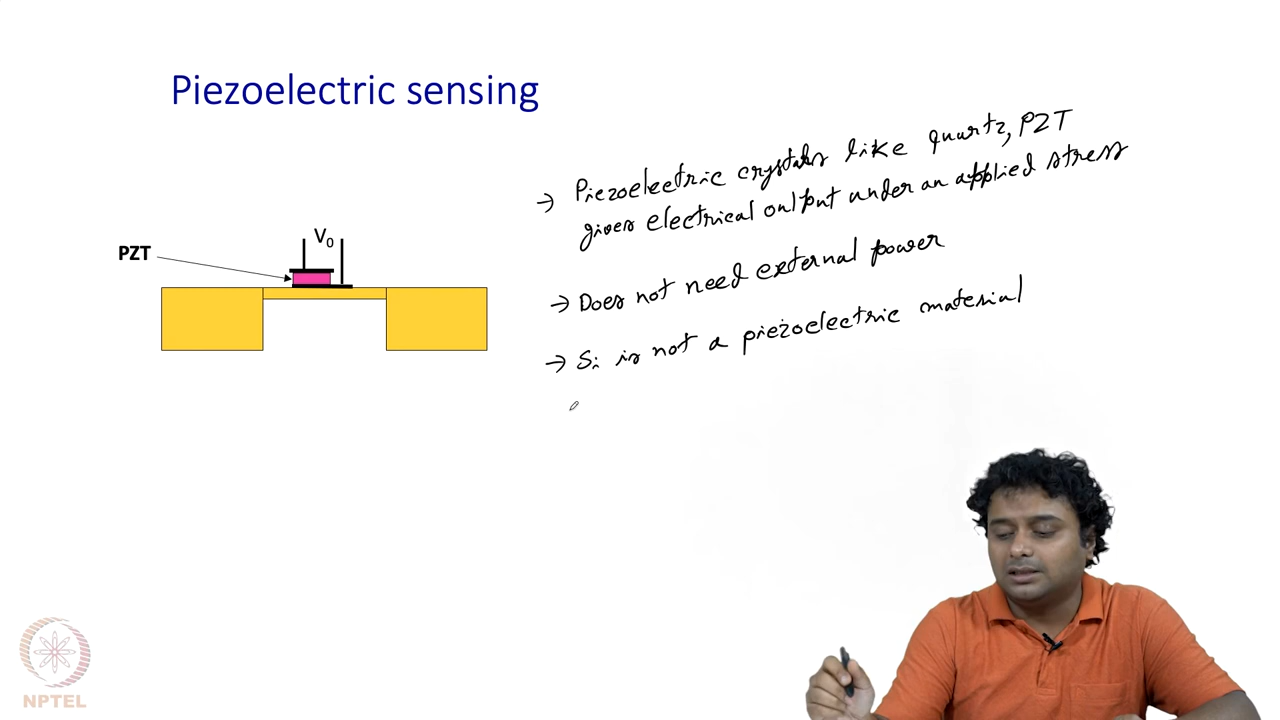 Piezoelectric sensing
→ Piezoelectric crystals like quartz, PZT
gives electrical output under an applied stress
V0
PZT
→ Does not need external power
→ Si is not a piezoelectric material
NPTEL